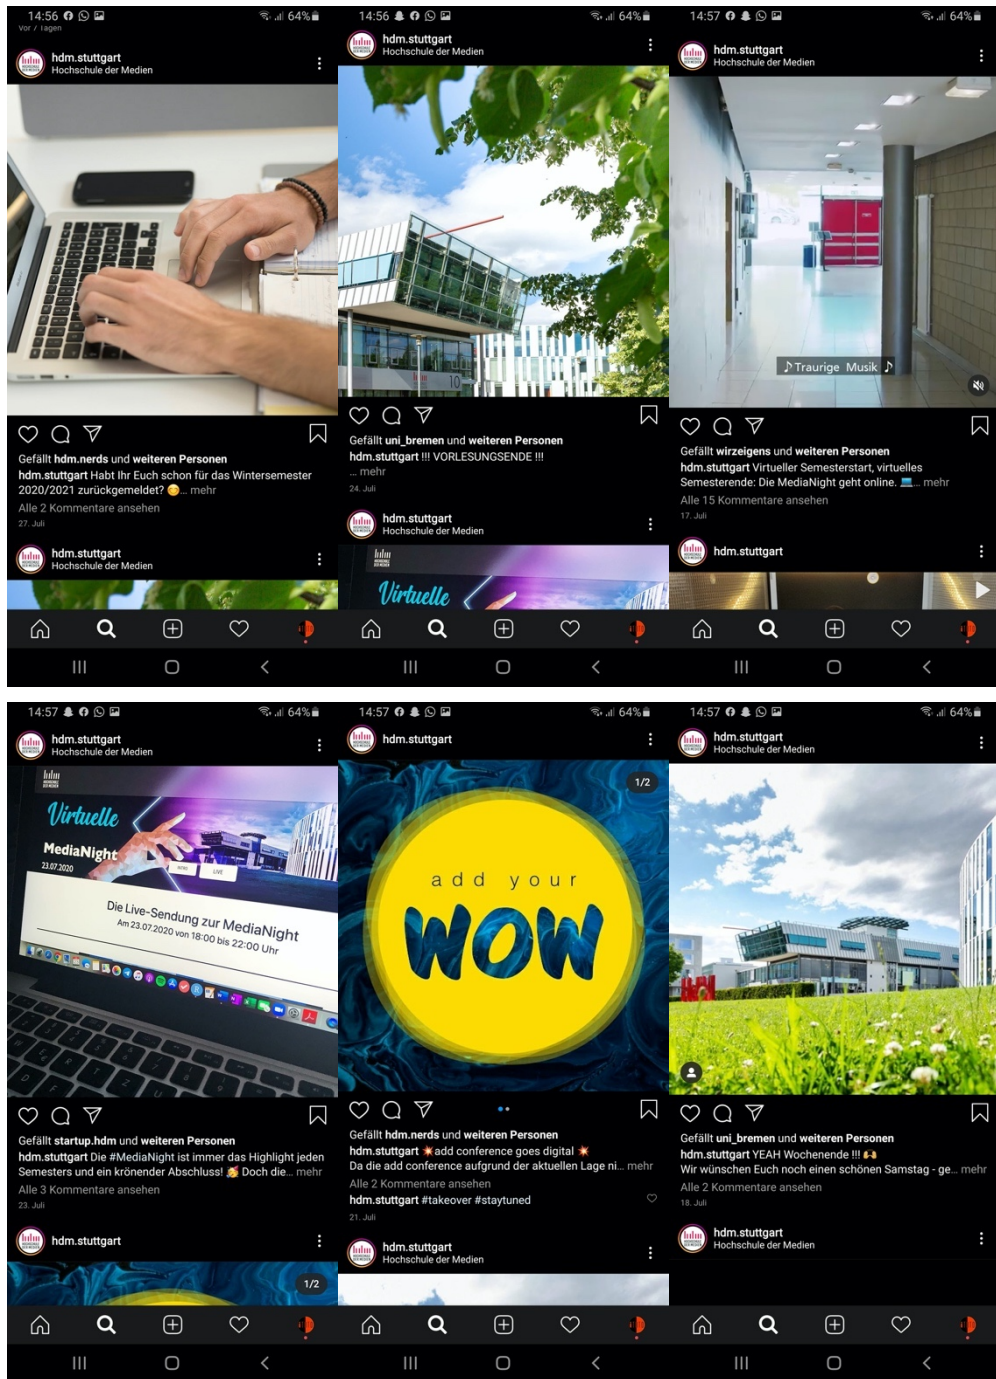 14:56
64%
Vor 7 Tagen
hdm.stuttgart
Hochschule der Medien
Gefällt hdm.nerds und weiteren Personen
hdm.stuttgart Habt Ihr Euch schon für das Wintersemester
2020/2021 zurückgemeldet? 😊... mehr
Alle 2 Kommentare ansehen
27. Juli
hdm.stuttgart
Hochschule der Medien
14:56
64%
hdm.stuttgart
Hochschule der Medien
10
Gefällt uni_bremen und weiteren Personen
hdm.stuttgart !!! VORLESUNGSENDE !!!
... mehr
24. Juli
hdm.stuttgart
Hochschule der Medien
Virtuelle
14:57
64%
hdm.stuttgart
Hochschule der Medien
♪ Traurige Musik ♪
Gefällt wirzeigens und weiteren Personen
hdm.stuttgart Virtueller Semesterstart, virtuelles
Semesterende: Die MediaNight geht online. 💻... mehr
Alle 15 Kommentare ansehen
17. Juli
hdm.stuttgart
14:57
64%
hdm.stuttgart
Hochschule der Medien
Virtuelle
MediaNight
23.07.2020
LIVE
Die Live-Sendung zur MediaNight
Am 23.07.2020 von 18:00 bis 22:00 Uhr
Gefällt startup.hdm und weiteren Personen
hdm.stuttgart Die #MediaNight ist immer das Highlight jeden
Semesters und ein krönender Abschluss! 🥳 Doch die... mehr
Alle 3 Kommentare ansehen
23. Juli
hdm.stuttgart
1/2
14:57
64%
hdm.stuttgart
1/2
add your
WOW
Gefällt hdm.nerds und weiteren Personen
hdm.stuttgart 💥add conference goes digital 💥
Da die add conference aufgrund der aktuellen Lage ni... mehr
Alle 2 Kommentare ansehen
hdm.stuttgart #takeover #staytuned
21. Juli
hdm.stuttgart
Hochschule der Medien
14:57
64%
hdm.stuttgart
Hochschule der Medien
Gefällt uni_bremen und weiteren Personen
hdm.stuttgart YEAH Wochenende !!! 🙌
Wir wünschen Euch noch einen schönen Samstag - ge... mehr
Alle 2 Kommentare ansehen
18. Juli
hdm.stuttgart
Hochschule der Medien